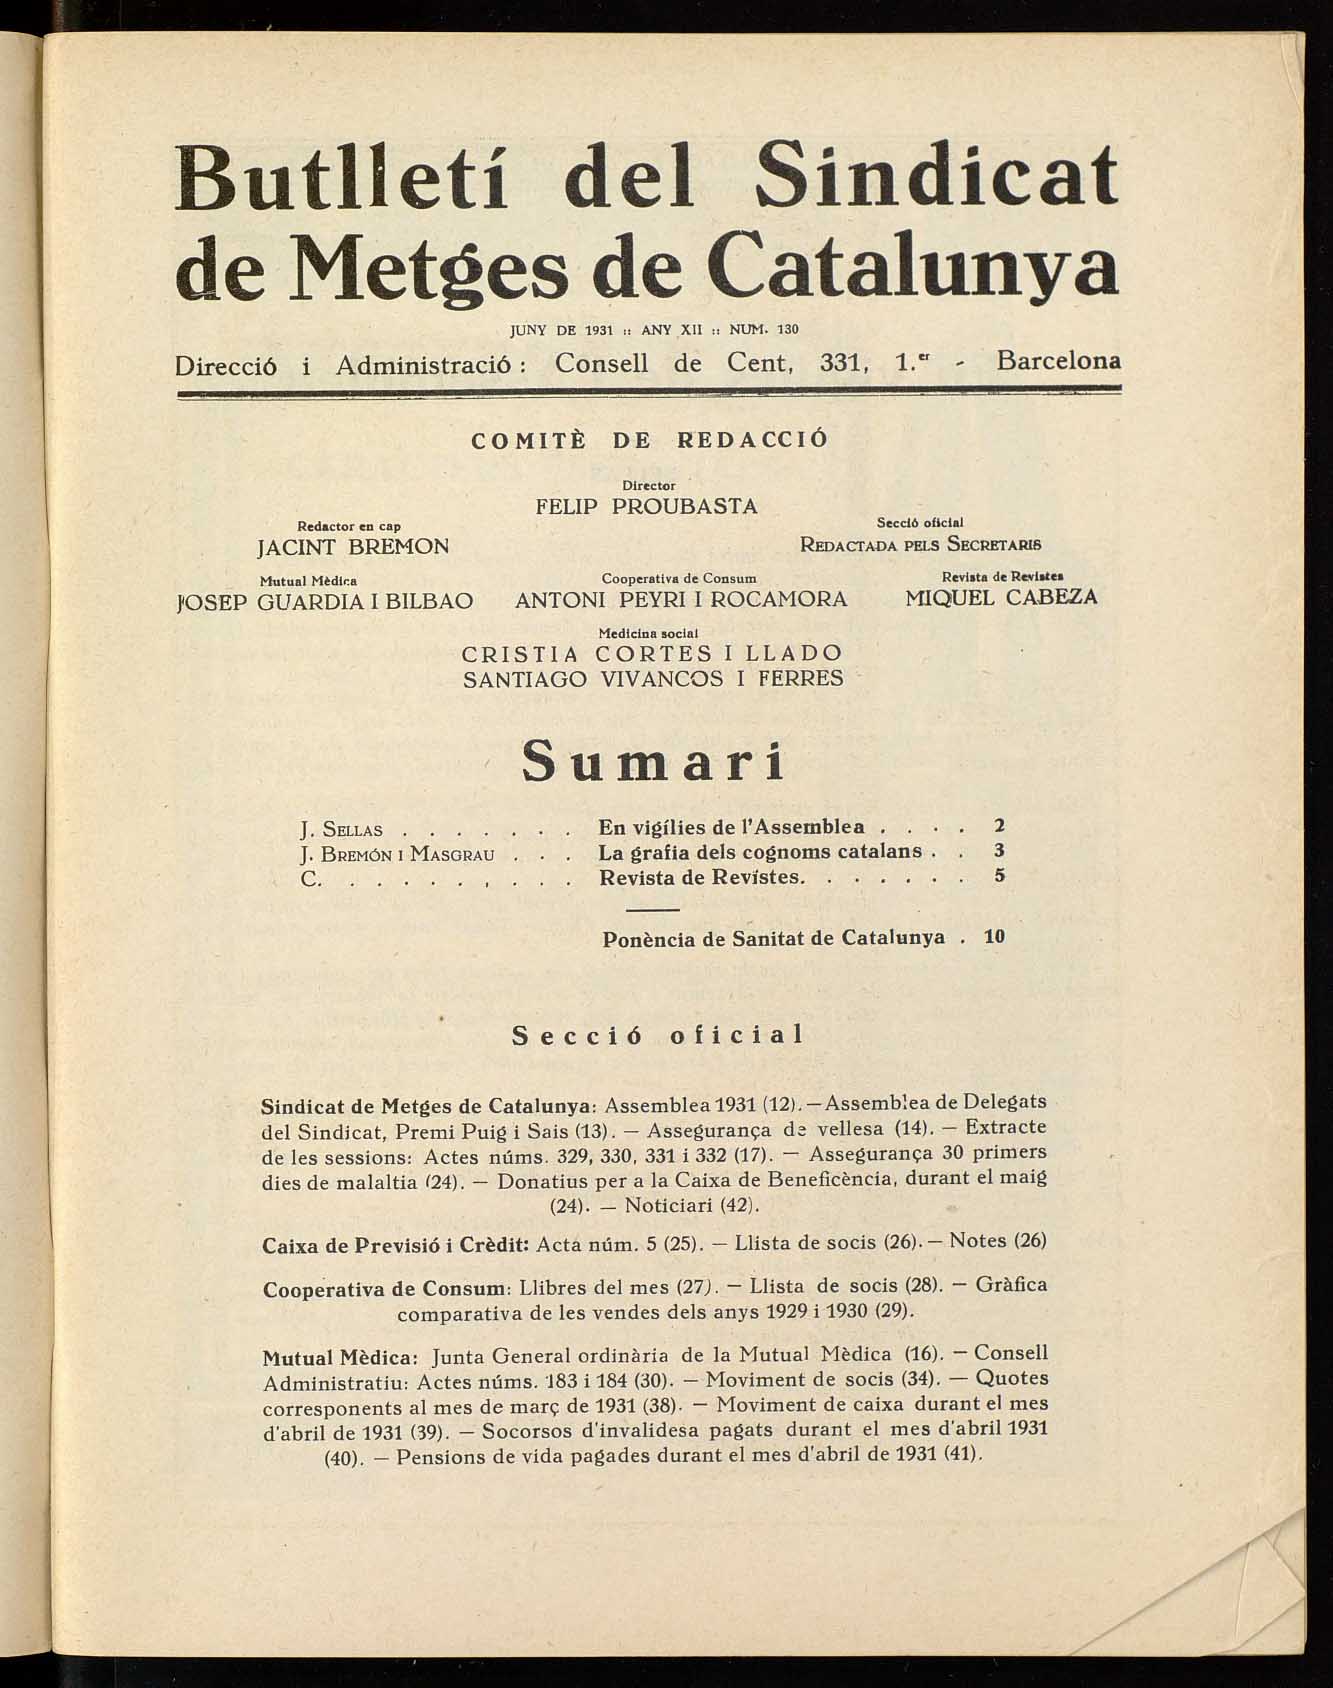 Butlletí del Sindicat
de Metges de Catalunya
JUNY DE 1931 :: ANY XII :: NUM. 130
Direcció i Administració: Consell de Cent, 331, 1.er - Barcelona
COMITÈ DE REDACCIÓ
Director
FELIP PROUBASTA
Redactor en cap
JACINT BREMON
Secció oficial
REDACTADA PELS SECRETARIS
Mutual Mèdica
JOSEP GUARDIA I BILBAO
Cooperativa de Consum
ANTONI PEYRI I ROCAMORA
Revista de Revistes
MIQUEL CABEZA
Medicina social
CRISTIA CORTES I LLADO
SANTIAGO VIVANCOS I FERRES
Sumari
J. SELLAS . . . . . . . En vigílies de l'Assemblea . . . . 2
J. BREMÓN I MASGRAU . . . La grafia dels cognoms catalans . . 3
C. . . . . . . , . . . Revista de Revístes. . . . . . . 5
Ponència de Sanitat de Catalunya . 10
Secció oficial
Sindicat de Metges de Catalunya: Assemblea 1931 (12). — Assemblea de Delegats
del Sindicat, Premi Puig i Sais (13). — Assegurança de vellesa (14). — Extracte
de les sessions: Actes núms. 329, 330, 331 i 332 (17). — Assegurança 30 primers
dies de malaltia (24). — Donatius per a la Caixa de Beneficència, durant el maig
(24). — Noticiari (42).
Caixa de Previsió i Crèdit: Acta núm. 5 (25). — Llista de socis (26). — Notes (26)
Cooperativa de Consum: Llibres del mes (27). — Llista de socis (28). — Gràfica
comparativa de les vendes dels anys 1929 i 1930 (29).
Mutual Mèdica: Junta General ordinària de la Mutual Mèdica (16). — Consell
Administratiu: Actes núms. 183 i 184 (30). — Moviment de socis (34). — Quotes
corresponents al mes de març de 1931 (38). — Moviment de caixa durant el mes
d'abril de 1931 (39). — Socorsos d'invalidesa pagats durant el mes d'abril 1931
(40). — Pensions de vida pagades durant el mes d'abril de 1931 (41).